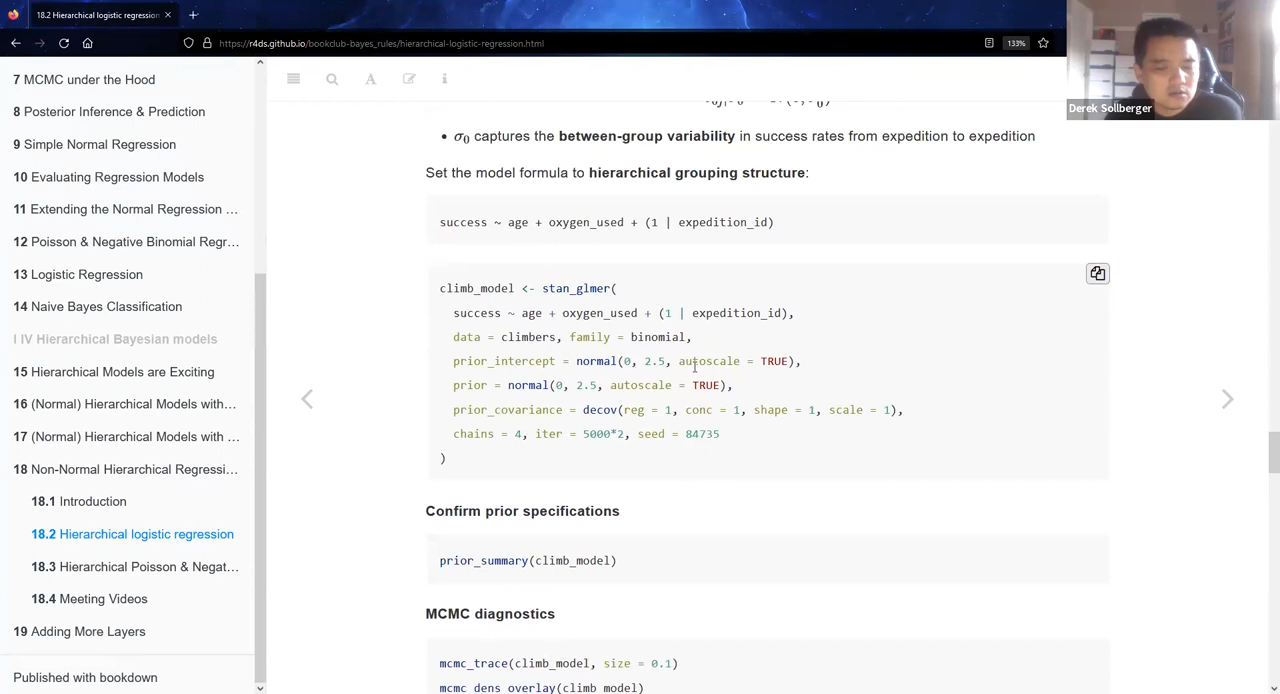 18.2 Hierarchical logistic regression
https://r4ds.github.io/bookclub-bayes_rules/hierarchical-logistic-regression.html
133%
Derek Sollberger
7 MCMC under the Hood
8 Posterior Inference & Prediction
9 Simple Normal Regression
10 Evaluating Regression Models
11 Extending the Normal Regression …
12 Poisson & Negative Binomial Regr…
13 Logistic Regression
14 Naive Bayes Classification
I IV Hierarchical Bayesian models
15 Hierarchical Models are Exciting
16 (Normal) Hierarchical Models with…
17 (Normal) Hierarchical Models with …
18 Non-Normal Hierarchical Regressi…
18.1 Introduction
18.2 Hierarchical logistic regression
18.3 Hierarchical Poisson & Negat…
18.4 Meeting Videos
19 Adding More Layers
Published with bookdown
• σ0 captures the between-group variability in success rates from expedition to expedition
Set the model formula to hierarchical grouping structure:
success ~ age + oxygen_used + (1 | expedition_id)
climb_model <- stan_glmer(
success ~ age + oxygen_used + (1 | expedition_id),
data = climbers, family = binomial,
prior_intercept = normal(0, 2.5, autoscale = TRUE),
prior = normal(0, 2.5, autoscale = TRUE),
prior_covariance = decov(reg = 1, conc = 1, shape = 1, scale = 1),
chains = 4, iter = 5000*2, seed = 84735
)
Confirm prior specifications
prior_summary(climb_model)
MCMC diagnostics
mcmc_trace(climb_model, size = 0.1)
mcmc_dens_overlay(climb_model)